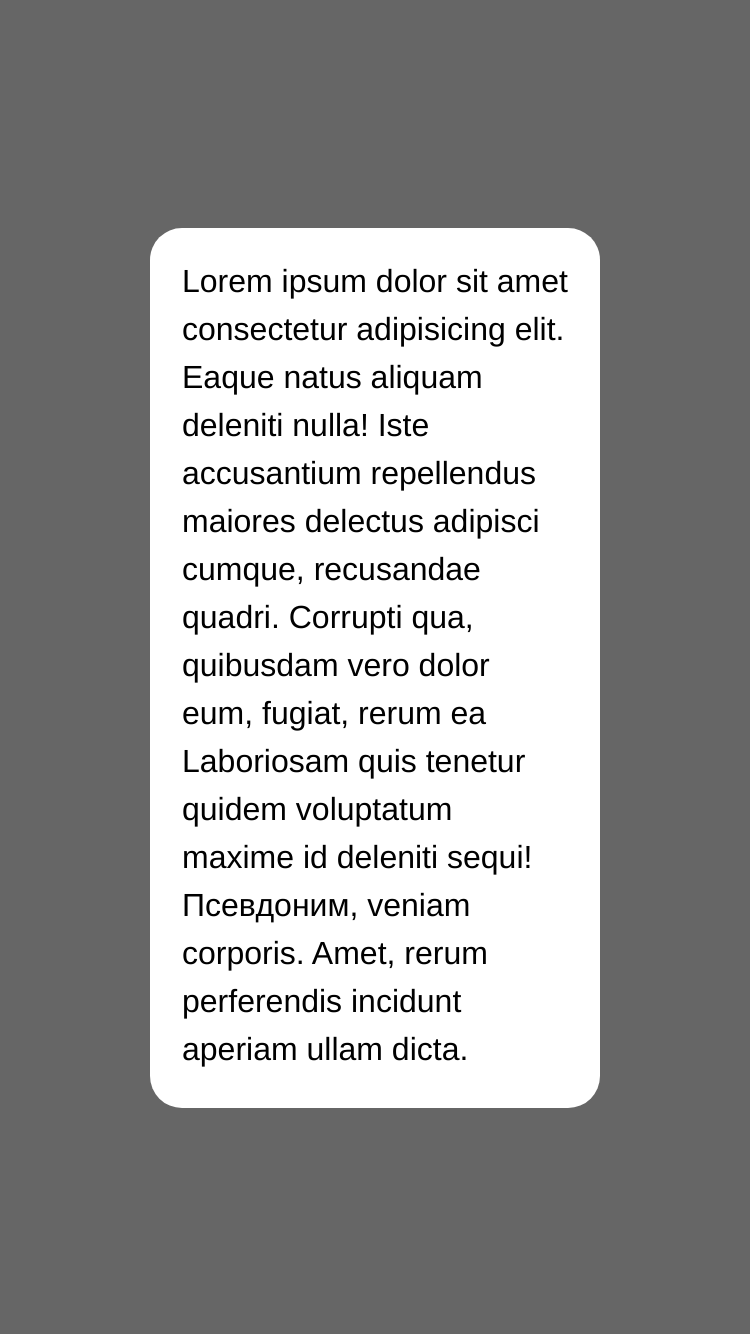 Lorem ipsum dolor sit amet
consectetur adipisicing elit.
Eaque natus aliquam
deleniti nulla! Iste
accusantium repellendus
maiores delectus adipisci
cumque, recusandae
quadri. Corrupti qua,
quibusdam vero dolor
eum, fugiat, rerum ea
Laboriosam quis tenetur
quidem voluptatum
maxime id deleniti sequi!
Псевдоним, veniam
corporis. Amet, rerum
perferendis incidunt
aperiam ullam dicta.